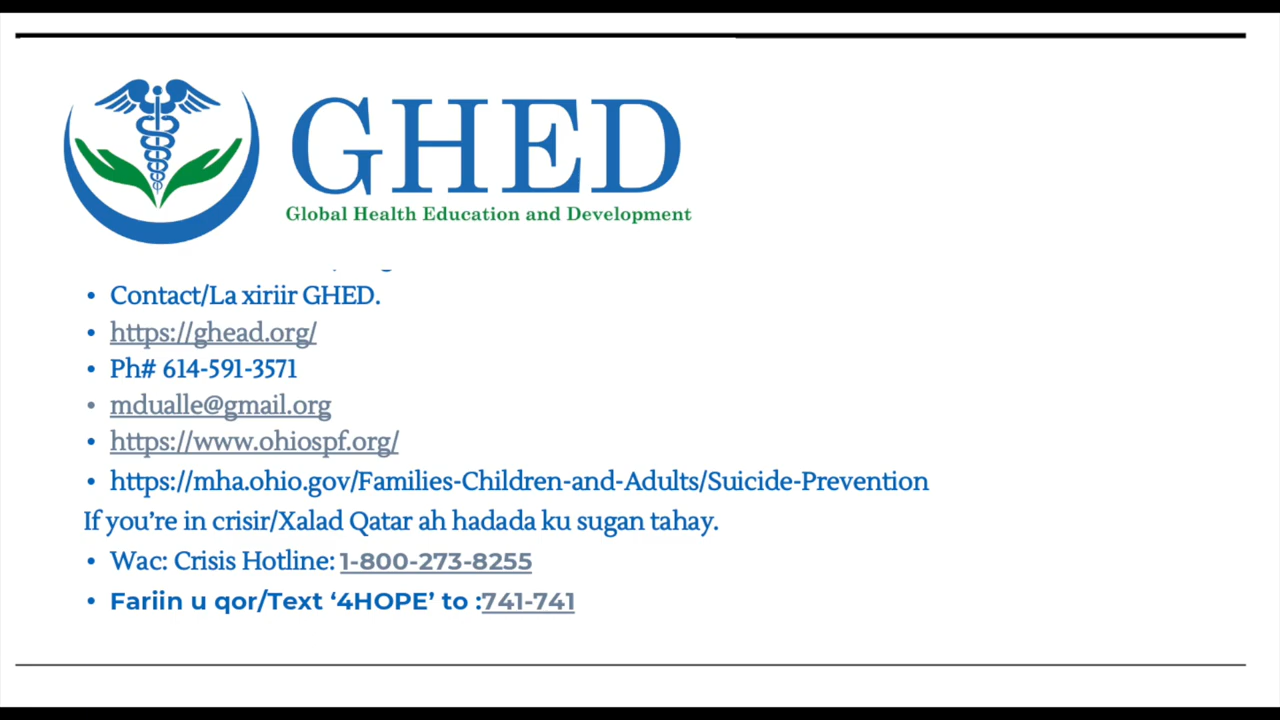 GHED
Global Health Education and Development
• Contact/La xiriir GHED.
• https://ghead.org/
• Ph# 614-591-3571
• mdualle@gmail.org
• https://www.ohiospf.org/
• https://mha.ohio.gov/Families-Children-and-Adults/Suicide-Prevention
If you’re in crisir/Xalad Qatar ah hadada ku sugan tahay.
• Wac: Crisis Hotline: 1-800-273-8255
• Fariin u qor/Text ‘4HOPE’ to :741-741